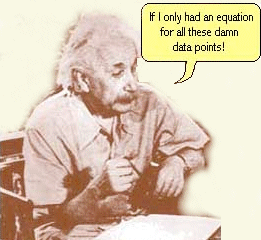 If I only had an equation
for all these damn
data points!